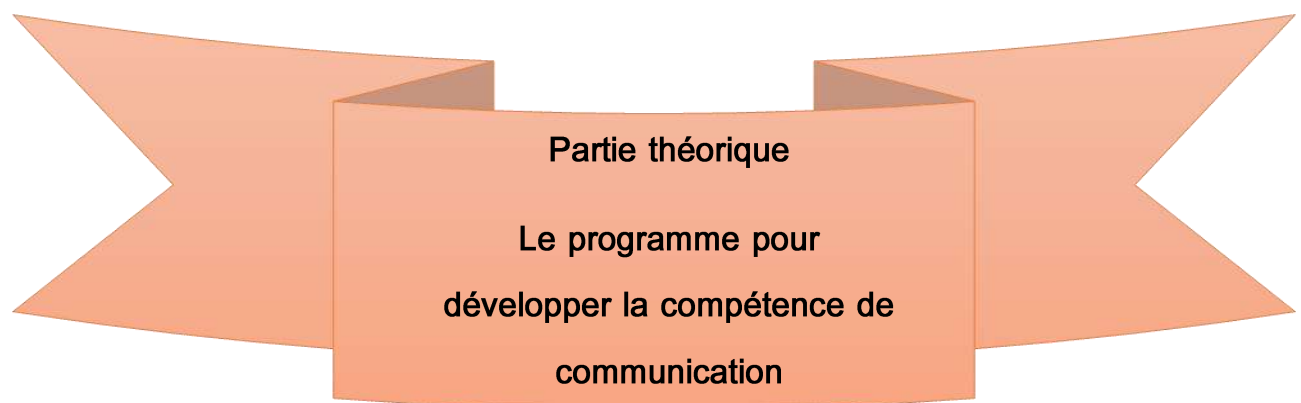 Partie théorique
Le programme pour
développer la compétence de
communication